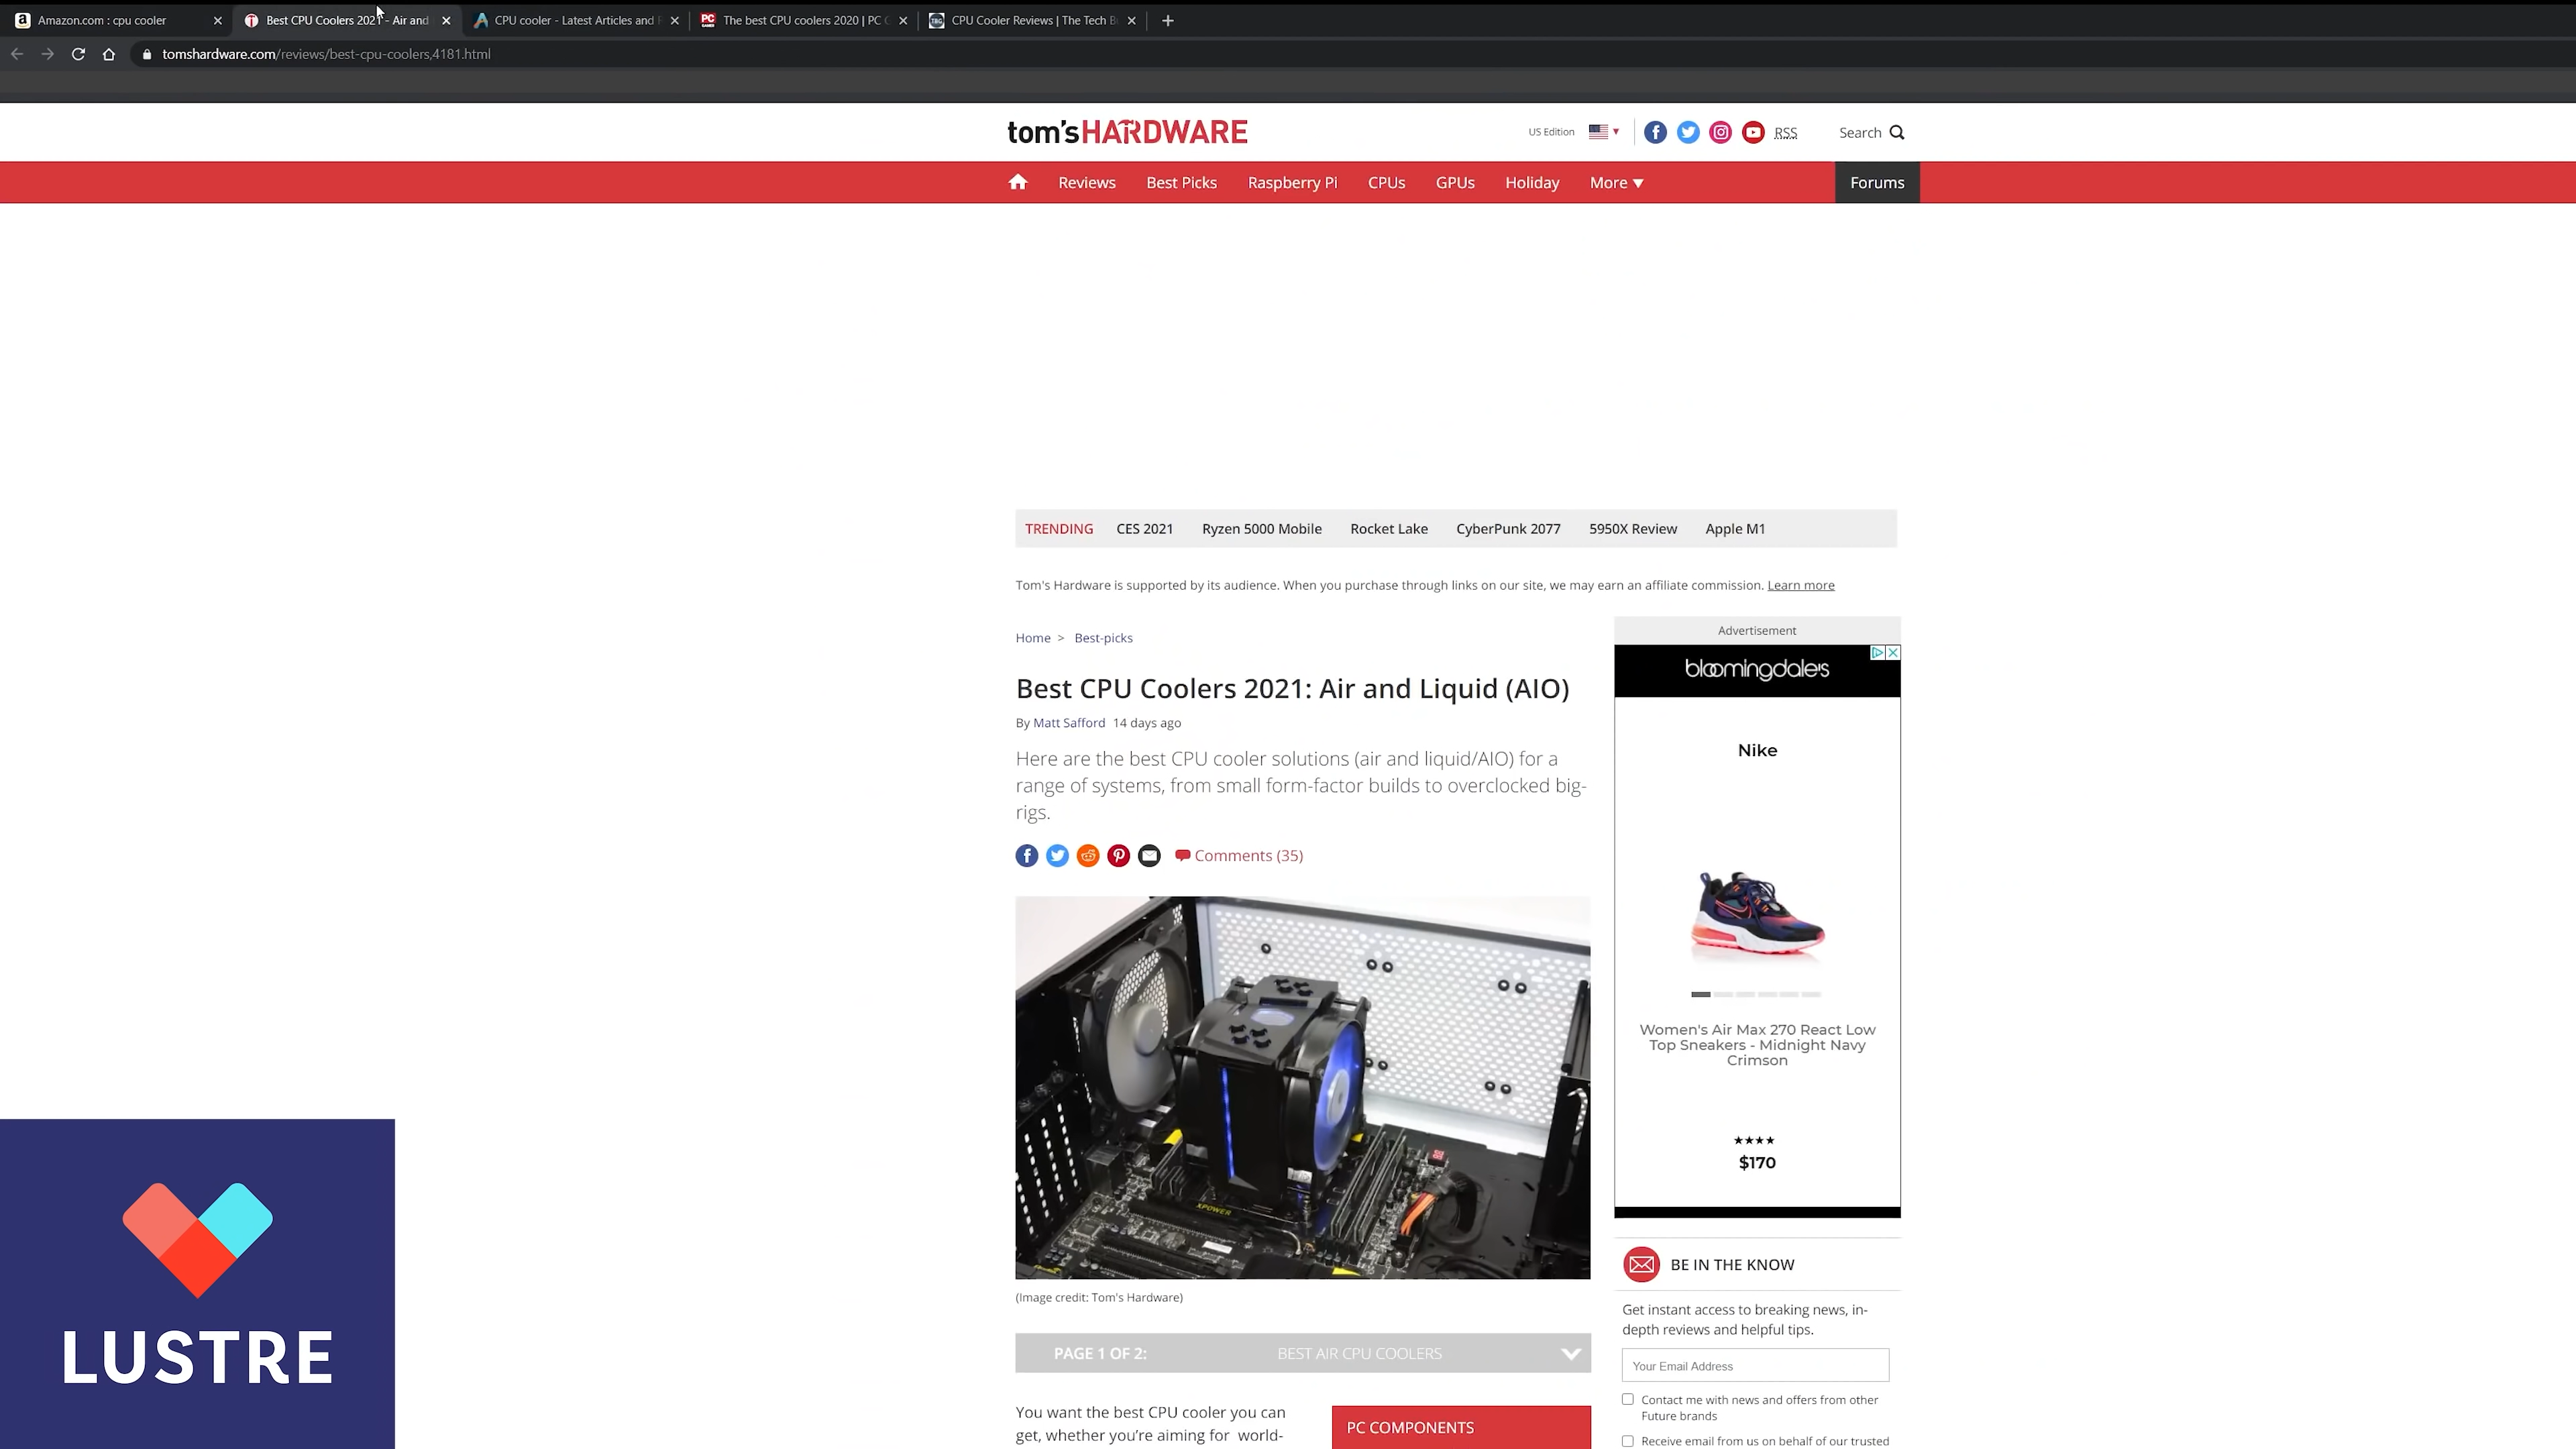 Amazon.com : cpu cooler
Best CPU Coolers 2021 - Air and
CPU cooler - Latest Articles and
The best CPU coolers 2020 | PC
CPU Cooler Reviews | The Tech
tomshardware.com/reviews/best-cpu-coolers,4181.html
tom'sHARDWARE
US Edition
RSS
Search
Reviews Best Picks Raspberry Pi CPUs GPUs Holiday More Forums
TRENDING CES 2021 Ryzen 5000 Mobile Rocket Lake CyberPunk 2077 5950X Review Apple M1
Tom's Hardware is supported by its audience. When you purchase through links on our site, we may earn an affiliate commission. Learn more
Home > Best-picks
Best CPU Coolers 2021: Air and Liquid (AIO)
By Matt Safford 14 days ago
Here are the best CPU cooler solutions (air and liquid/AIO) for a
range of systems, from small form-factor builds to overclocked big-
rigs.
Comments (35)
XPOWER
(Image credit: Tom's Hardware)
PAGE 1 OF 2: BEST AIR CPU COOLERS
You want the best CPU cooler you can
get, whether you're aiming for world-
PC COMPONENTS
Advertisement
bloomingdale's
Nike
Women's Air Max 270 React Low
Top Sneakers - Midnight Navy
Crimson
$170
BE IN THE KNOW
Get instant access to breaking news, in-
depth reviews and helpful tips.
Your Email Address
Contact me with news and offers from other
Future brands
Receive email from us on behalf of our trusted
LUSTRE